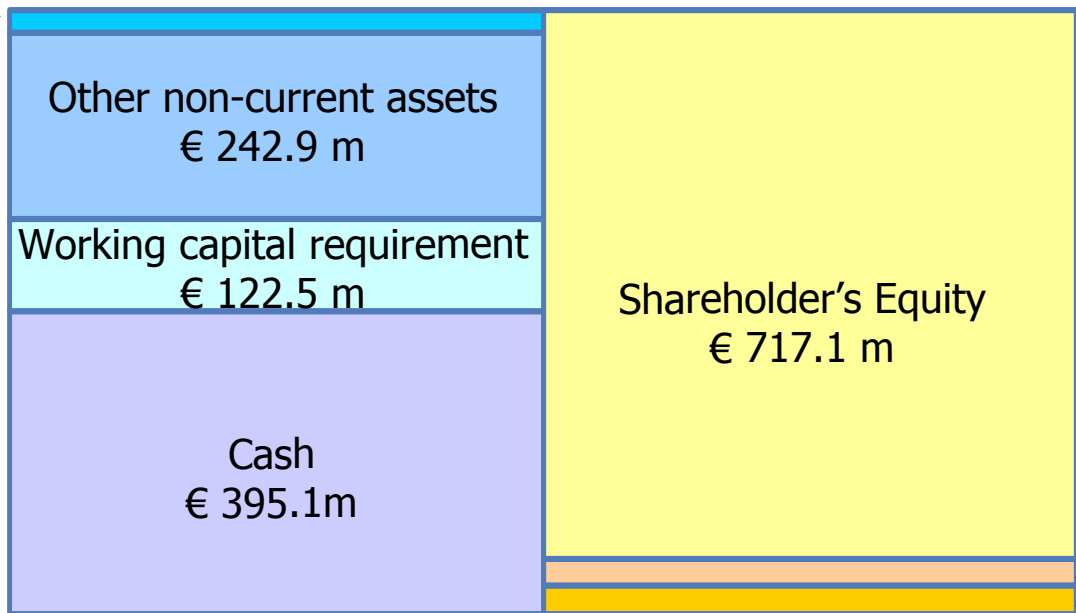 Other non-current assets
€ 242.9 m
Working capital requirement
€ 122.5 m
Cash
€ 395.1m
Shareholder’s Equity
€ 717.1 m